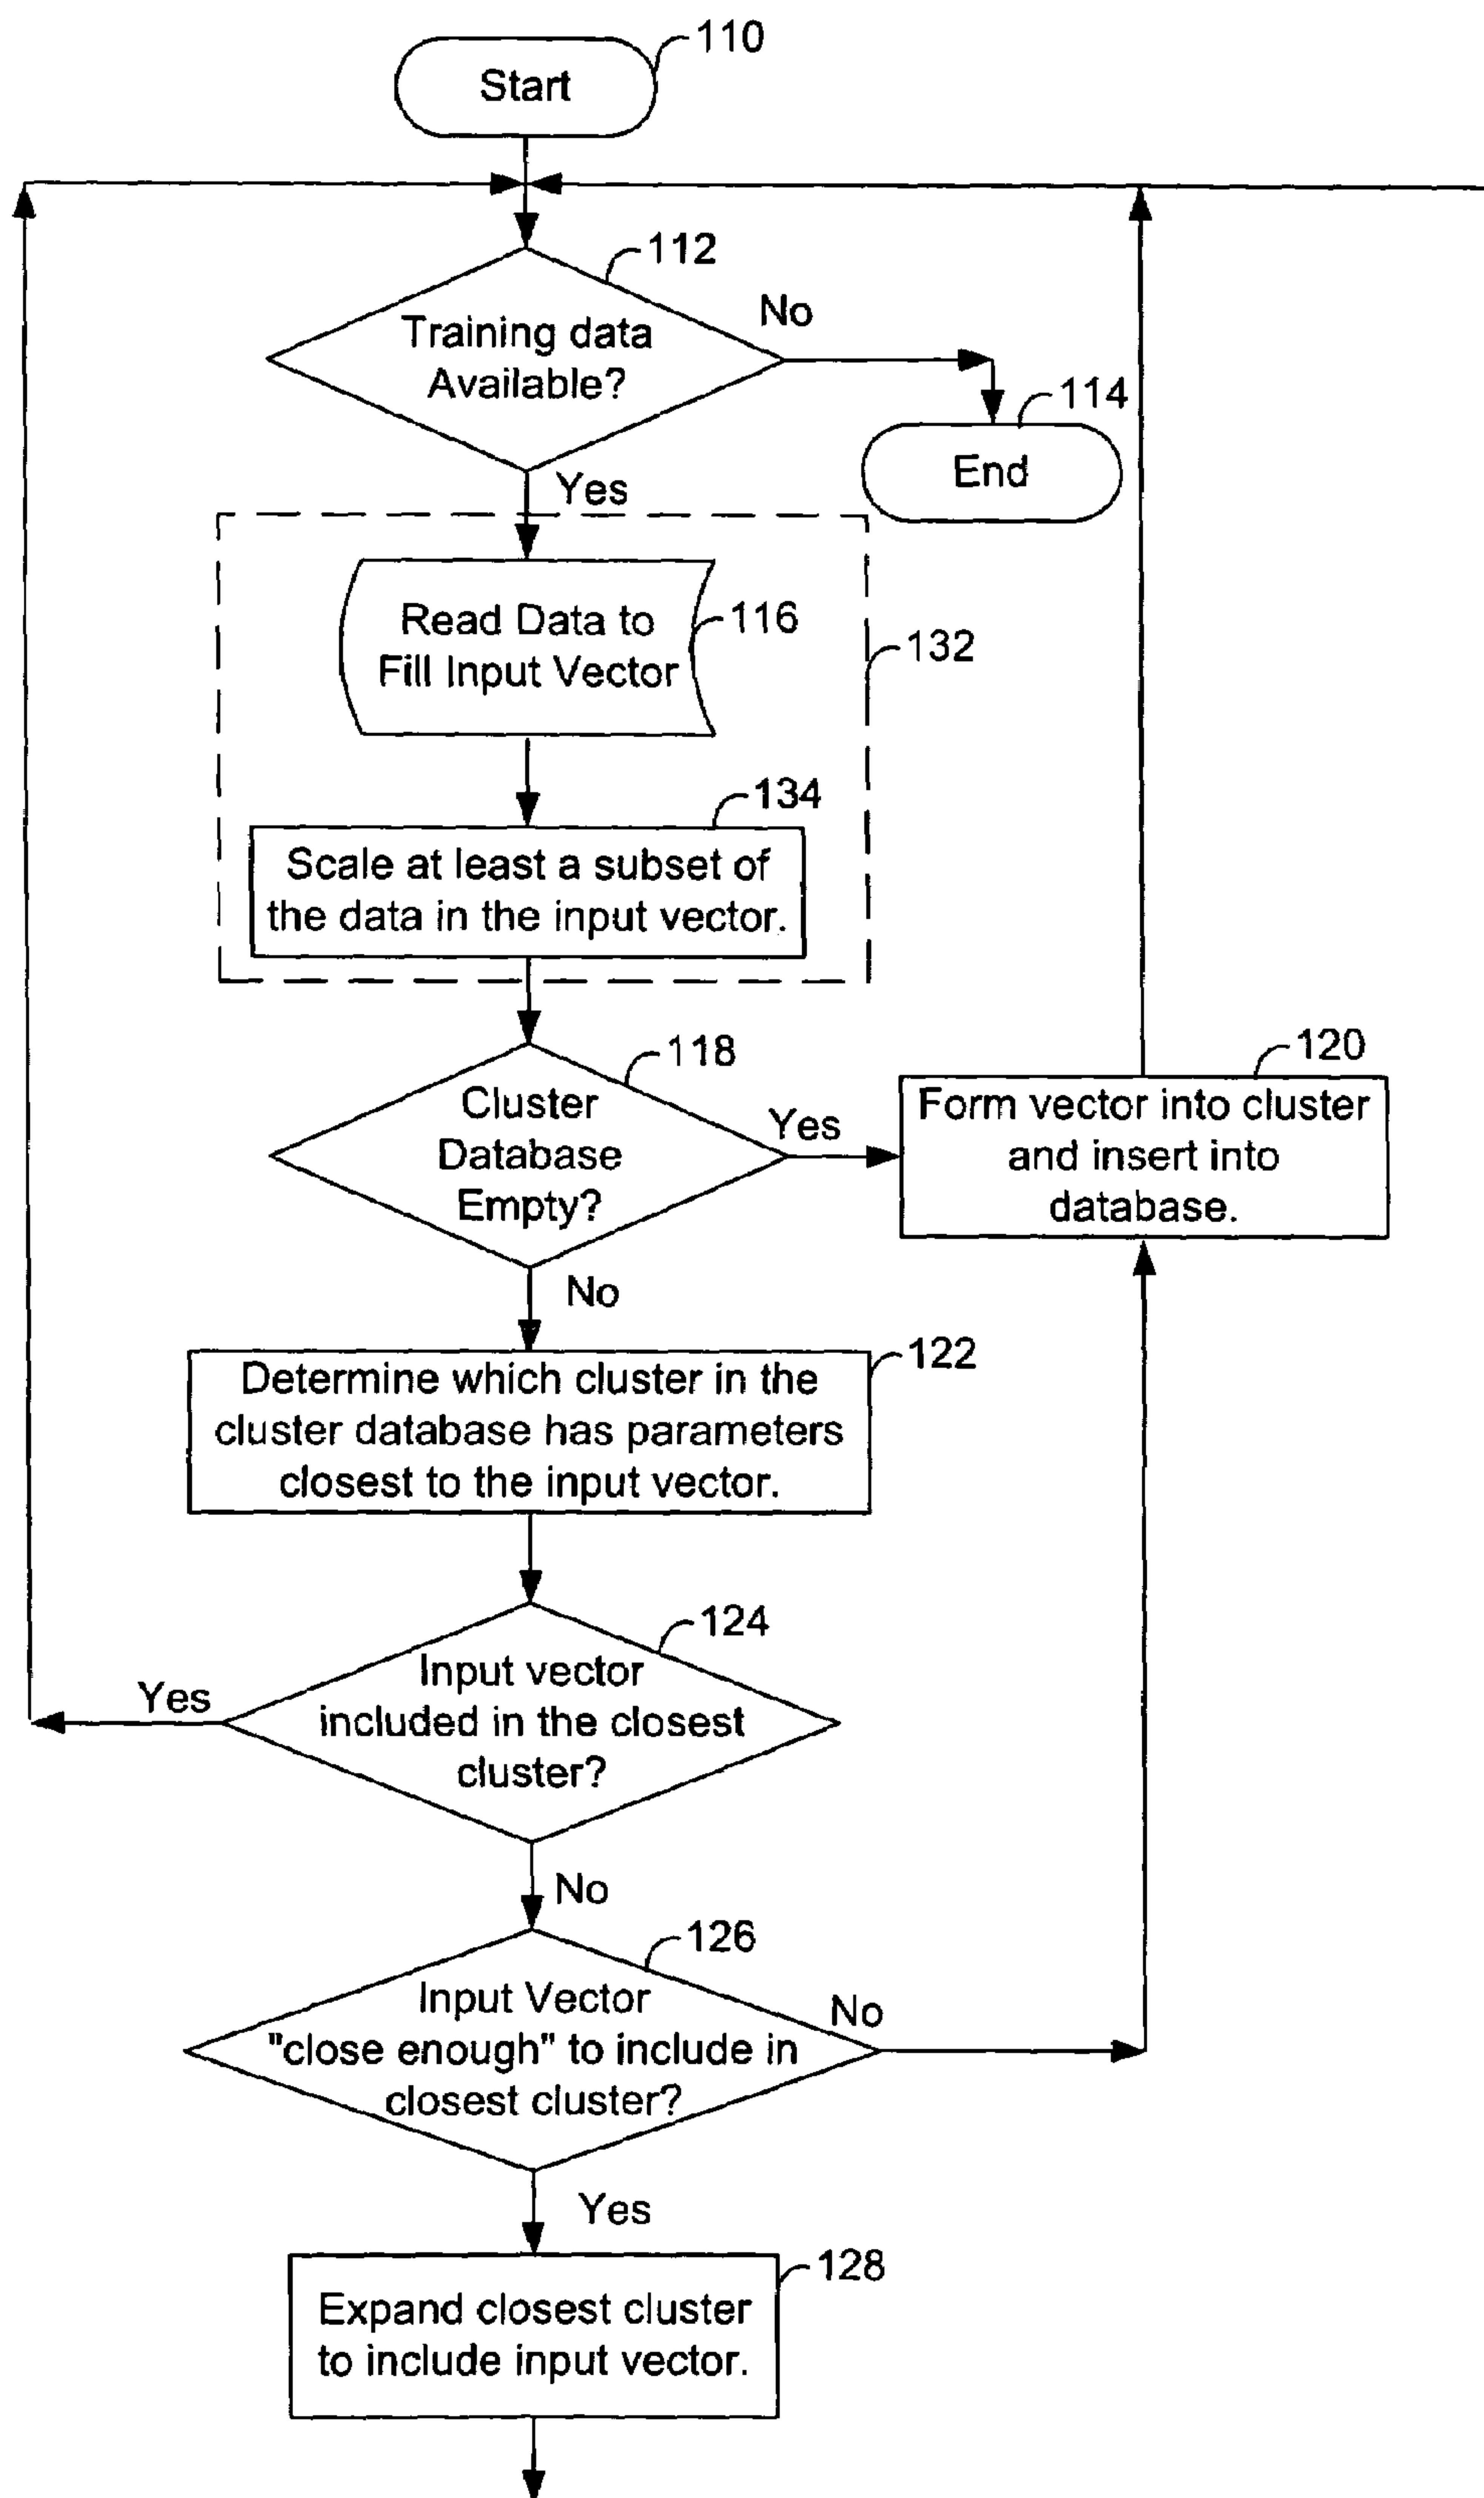 110
Start
112
Training data
Available?
No
114
End
Yes
Read Data to
Fill Input Vector
116
132
134
Scale at least a subset of
the data in the input vector.
118
Cluster
Database
Empty?
Yes
120
Form vector into cluster
and insert into
database.
No
122
Determine which cluster in the
cluster database has parameters
closest to the input vector.
124
Input vector
included in the closest
cluster?
Yes
No
126
Input Vector
"close enough" to include in
closest cluster?
No
Yes
128
Expand closest cluster
to include input vector.